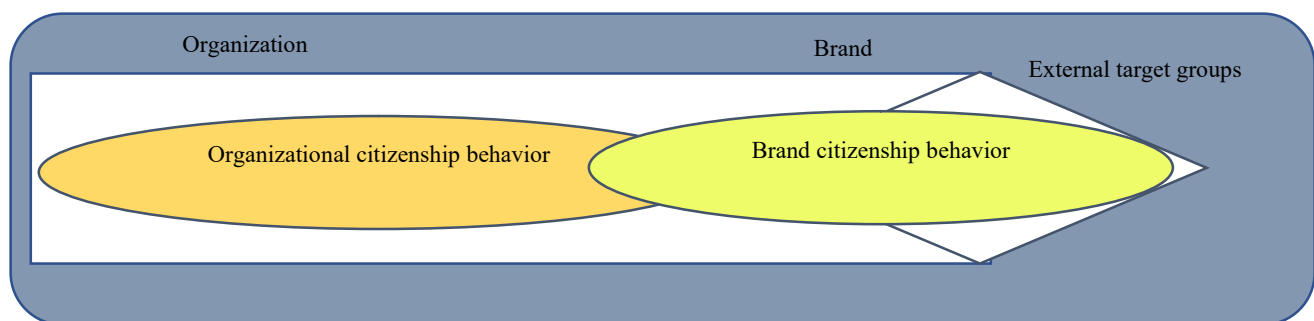 Organization
Brand
External target groups
Organizational citizenship behavior
Brand citizenship behavior